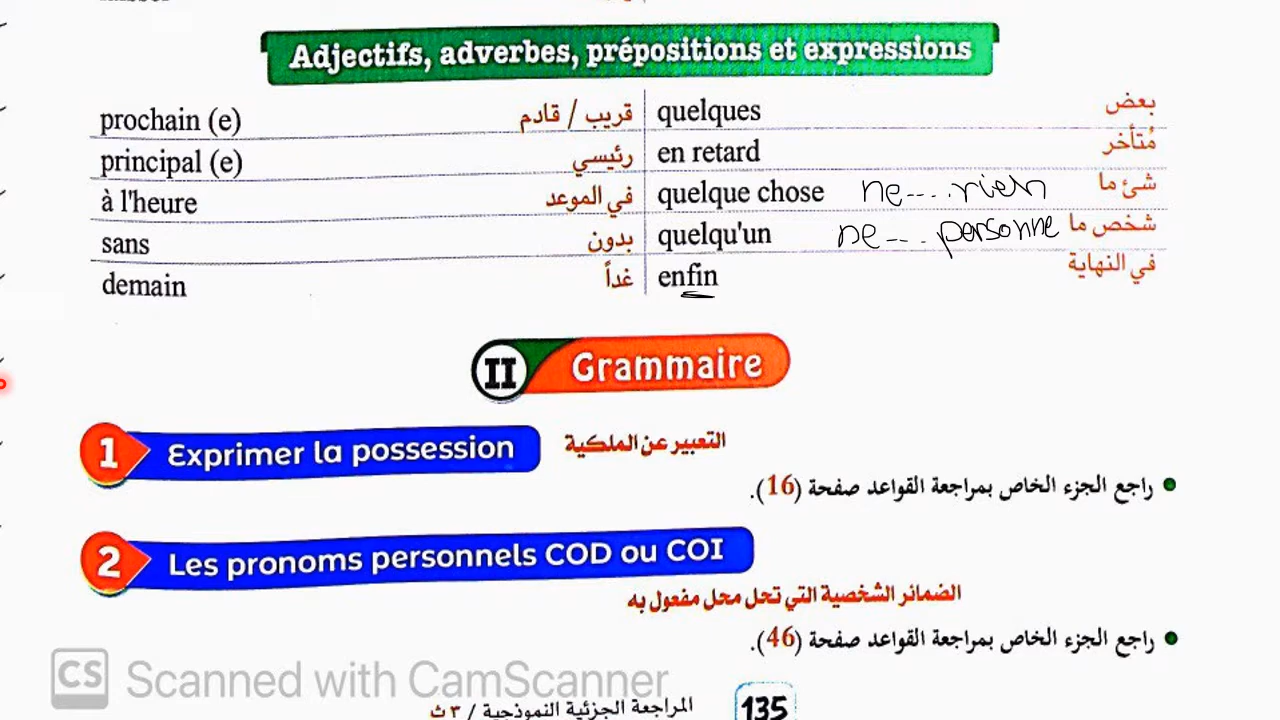 Adjectifs, adverbes, prépositions et expressions
prochain (e) قريب / قادم quelques بعض
principal (e) رئيسي en retard مُتأخر
à l'heure في الموعد quelque chose ne....rien شئ ما
sans بدون quelqu'un ne.... personne شخص ما
demain غداً enfin في النهاية
II Grammaire
1 Exprimer la possession التعبير عن الملكية
راجع الجزء الخاص بمراجعة القواعد صفحة (16).
2 Les pronoms personnels COD ou COI
الضمائر الشخصية التي تحل محل مفعول به
راجع الجزء الخاص بمراجعة القواعد صفحة (46).
CS Scanned with CamScanner
المراجعة الجزئية النموذجية / ٣ ث 135